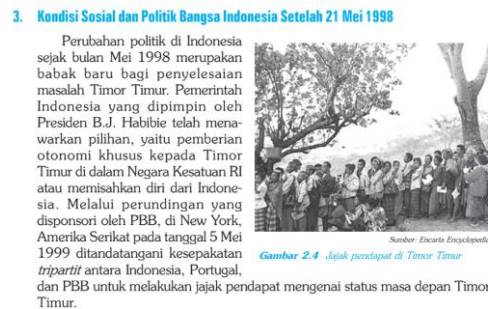 3. Kondisi Sosial dan Politik Bangsa Indonesia Setelah 21 Mei 1998
Perubahan politik di Indonesia
sejak bulan Mei 1998 merupakan
babak baru bagi penyelesaian
masalah Timor Timur. Pemerintah
Indonesia yang dipimpin oleh
Presiden B.J. Habibie telah mena-
warkan pilihan, yaitu pemberian
otonomi khusus kepada Timor
Timur di dalam Negara Kesatuan RI
atau memisahkan diri dari Indone-
sia. Melalui perundingan yang
disponsori oleh PBB, di New York,
Amerika Serikat pada tanggal 5 Mei
1999 ditandatangani kesepakatan
tripartit antara Indonesia, Portugal,
Sumber: Encarta Encyclopedia
Gambar 2.4 Jajak pendapat di Timor Timur
dan PBB untuk melakukan jajak pendapat mengenai status masa depan Timor
Timur.